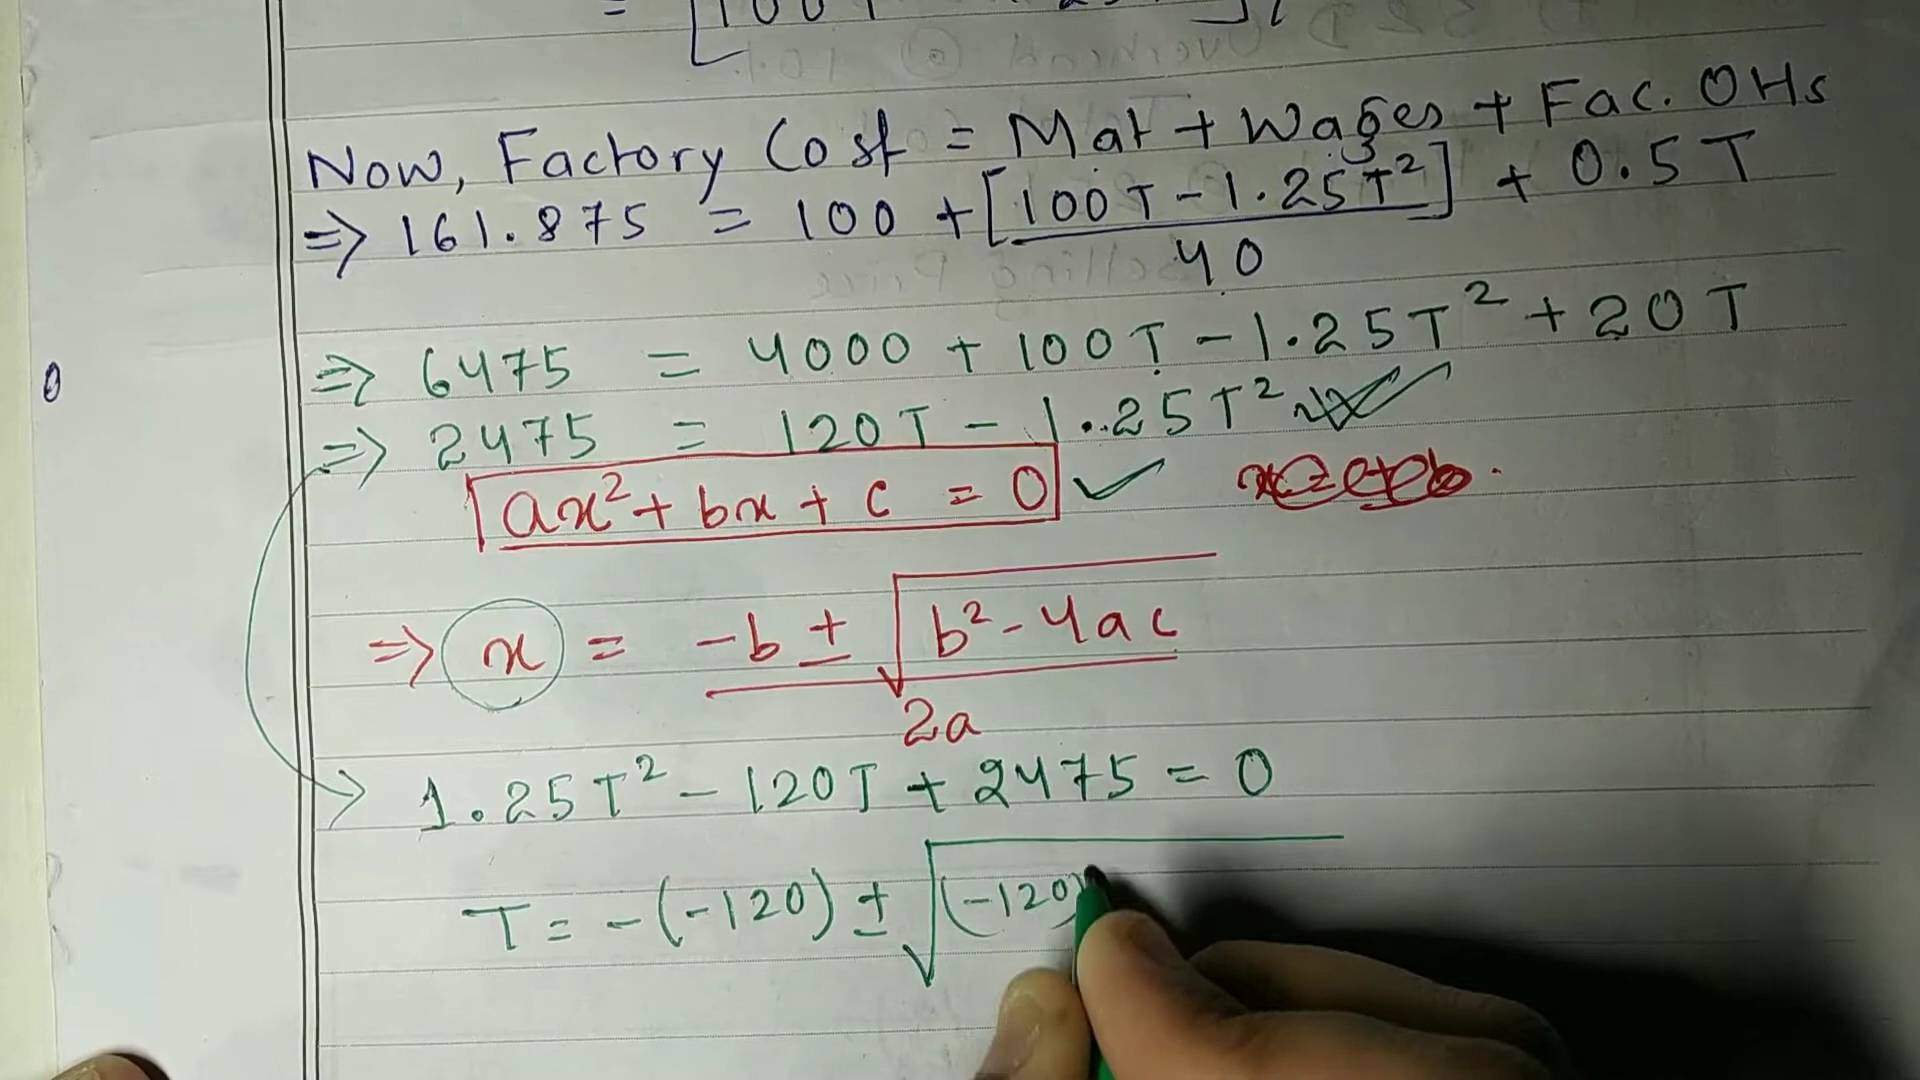 Now, Factory Cost = Mat + Wages + Fac. OHs
=> 161.875 = 100 + [100T - 1.25T²] + 0.5T
40
=> 6475 = 4000 + 100T - 1.25T² + 20T
0
=> 2475 = 120T - 1.25T²
ax² + bx + c = 0 ✓
=> x = -b ± √b² - 4ac
2a
1.25T² - 120T + 2475 = 0
T = -(-120) ± √(-120)